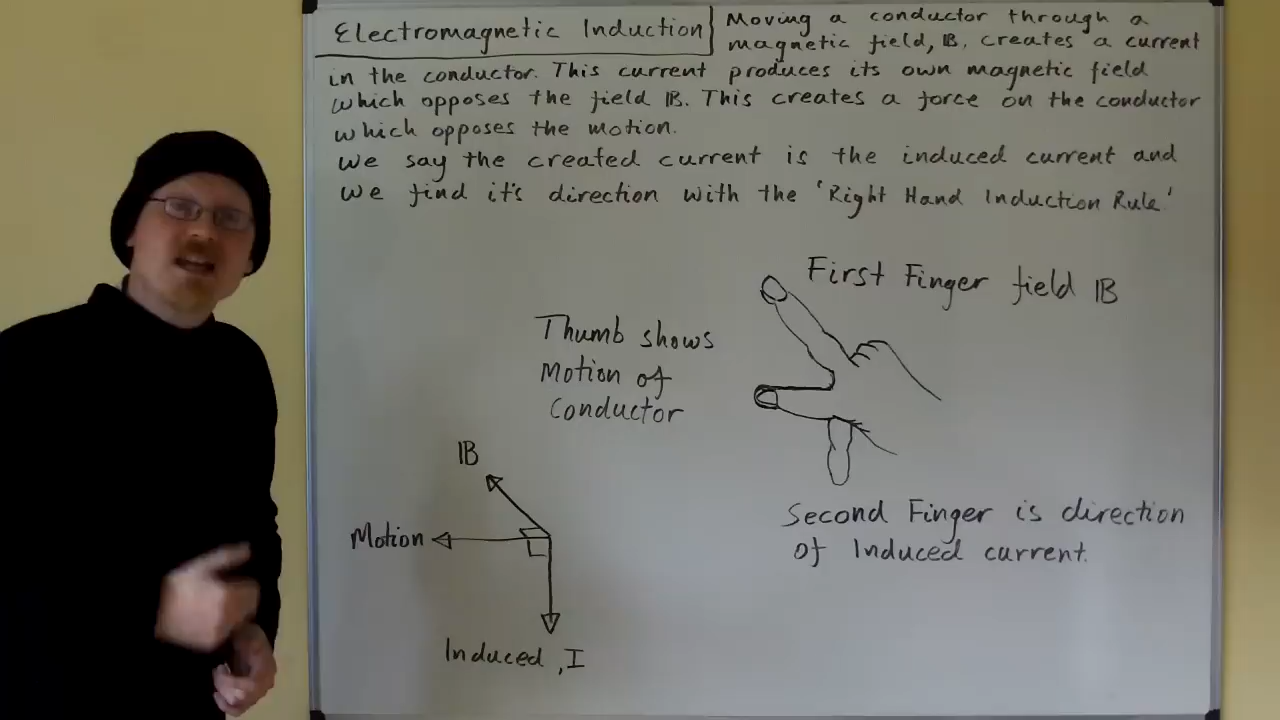 Electromagnetic Induction
Moving a conductor through a
magnetic field, B, creates a current
in the conductor. This current produces its own magnetic field
which opposes the field B. This creates a force on the conductor
which opposes the motion.
We say the created current is the induced current and
we find it's direction with the 'Right Hand Induction Rule'
First Finger field B
Thumb shows
Motion of
Conductor
B
Motion
Induced, I
Second Finger is direction
of Induced current.